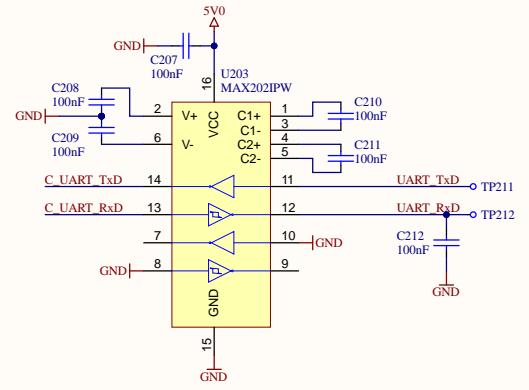 5V0
GND
C207
100nF
U203
MAX202IPW
16
VCC
C208
100nF
GND
C209
100nF
2
V+
6
V-
C1+
1
C1-
3
C2+
4
C2-
5
C210
100nF
C211
100nF
C_UART_TxD
14
11
UART_TxD
TP211
C_UART_RxD
13
12
UART_RxD
TP212
7
10
GND
C212
100nF
GND
8
9
GND
GND
15
GND